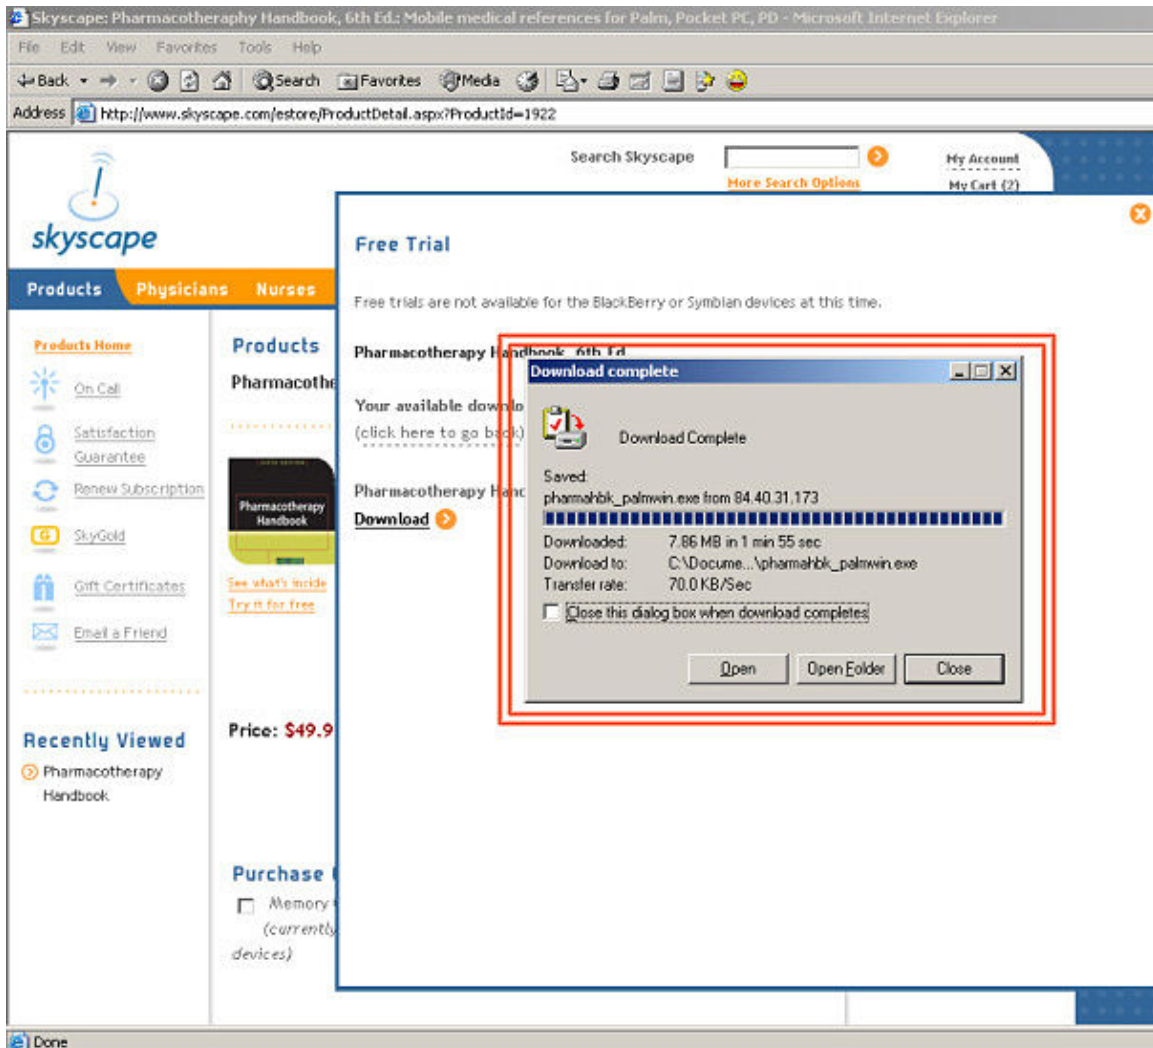 Skyscape: Pharmacotheraphy Handbook, 6th Ed.: Mobile medical references for Palm, Pocket PC, PD - Microsoft Internet Explorer
File Edit View Favorites Tools Help
Back Search Favorites Media
Address http://www.skyscape.com/estore/ProductDetail.aspx?ProductId=1922
Search Skyscape
More Search Options
My Account
My Cart (2)
skyscape
Products Physicians Nurses
Products Home
On Call
Satisfaction
Guarantee
Renew Subscription
G SkyGold
Gift Certificates
Email a Friend
Recently Viewed
Pharmacotherapy
Handbook
Products
Pharmacothe
Pharmacotherapy
Handbook
See what's inside
Try it for free
Price: $49.9
Purchase
Memory
(currently
devices)
Free Trial
Free trials are not available for the BlackBerry or Symbian devices at this time.
Pharmacotherapy Handbook, 6th Ed.
Your available downlo
(click here to go back)
Pharmacotherapy Hand
Download
Download complete
Download Complete
Saved:
pharmahbk_palmwin.exe from 84.40.31.173
Downloaded: 7.86 MB in 1 min 55 sec
Download to: C:\Docume...\pharmahbk_palmwin.exe
Transfer rate: 70.0 KB/Sec
Close this dialog box when download completes
Open Open Folder Close
Done